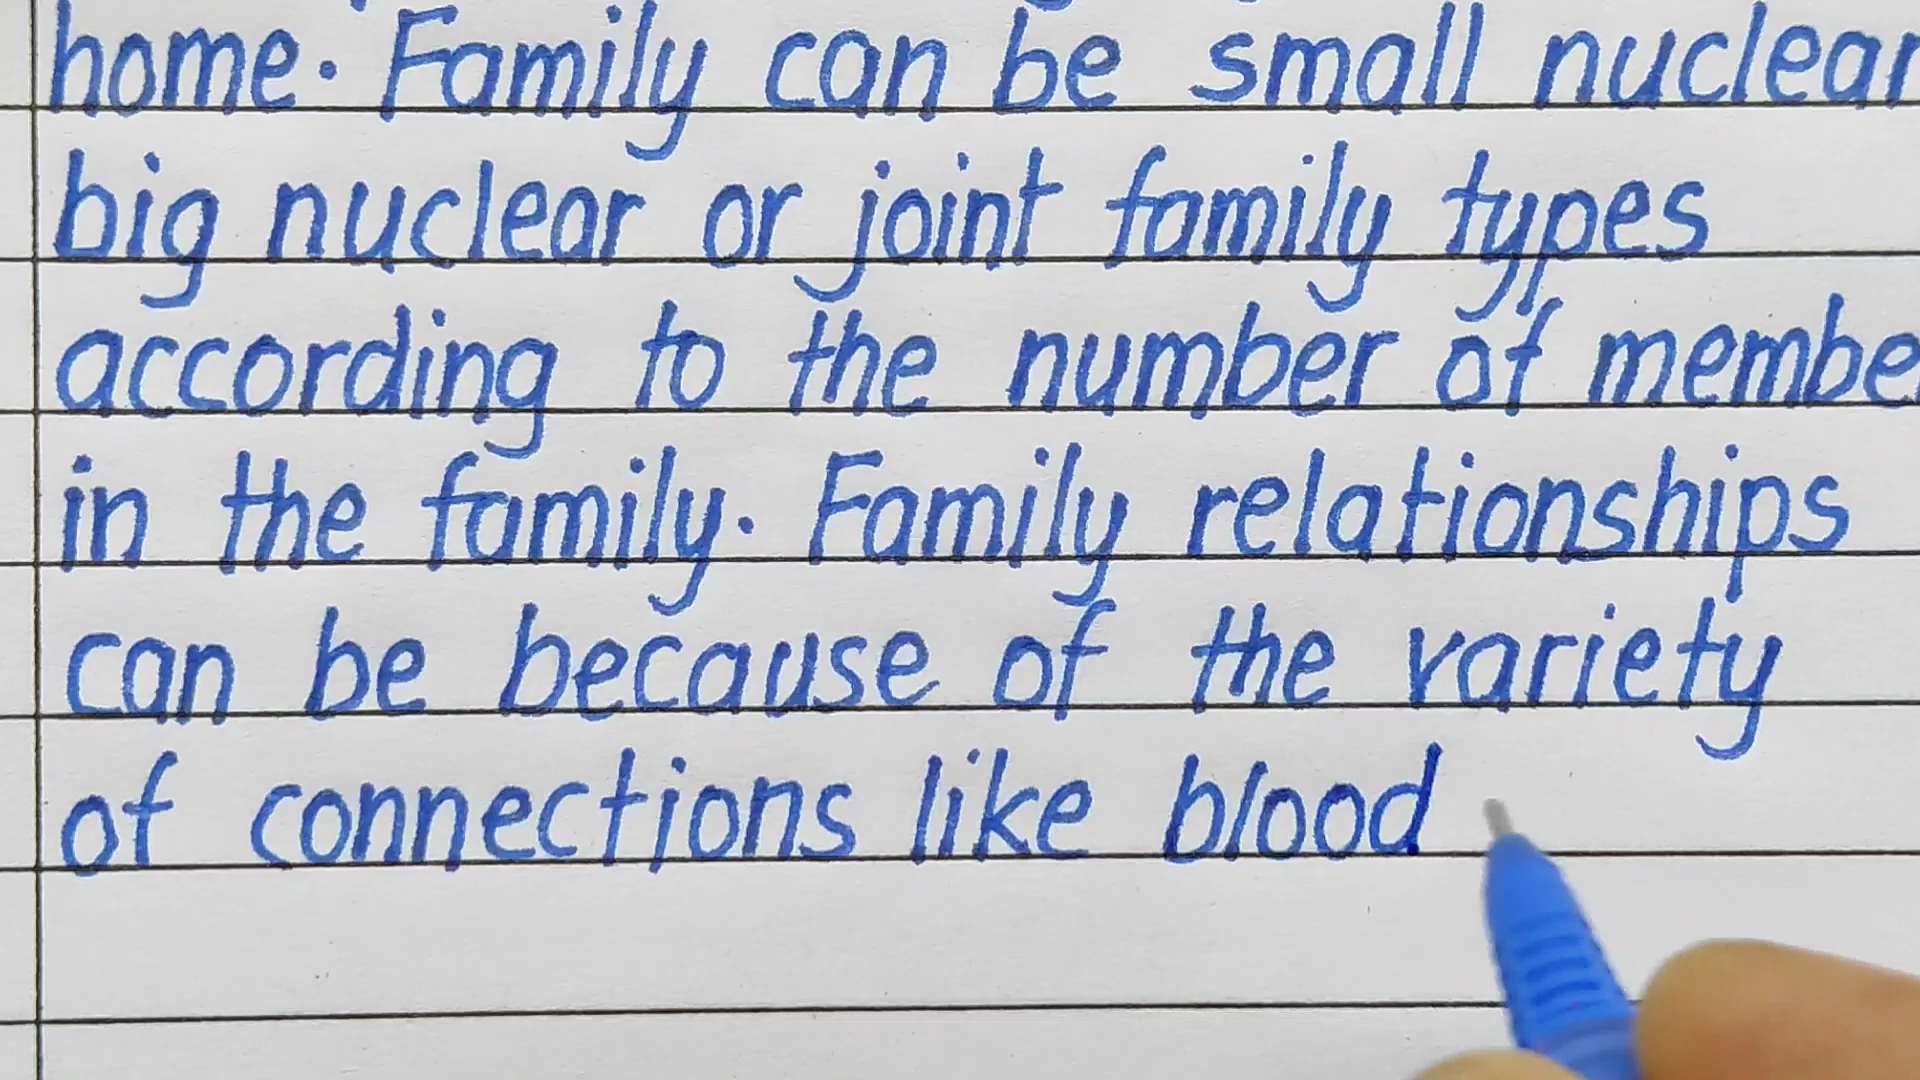 home. Family can be small nuclear
big nuclear or joint family types
according to the number of membe
in the family. Family relationships
can be because of the variety
of connections like blood